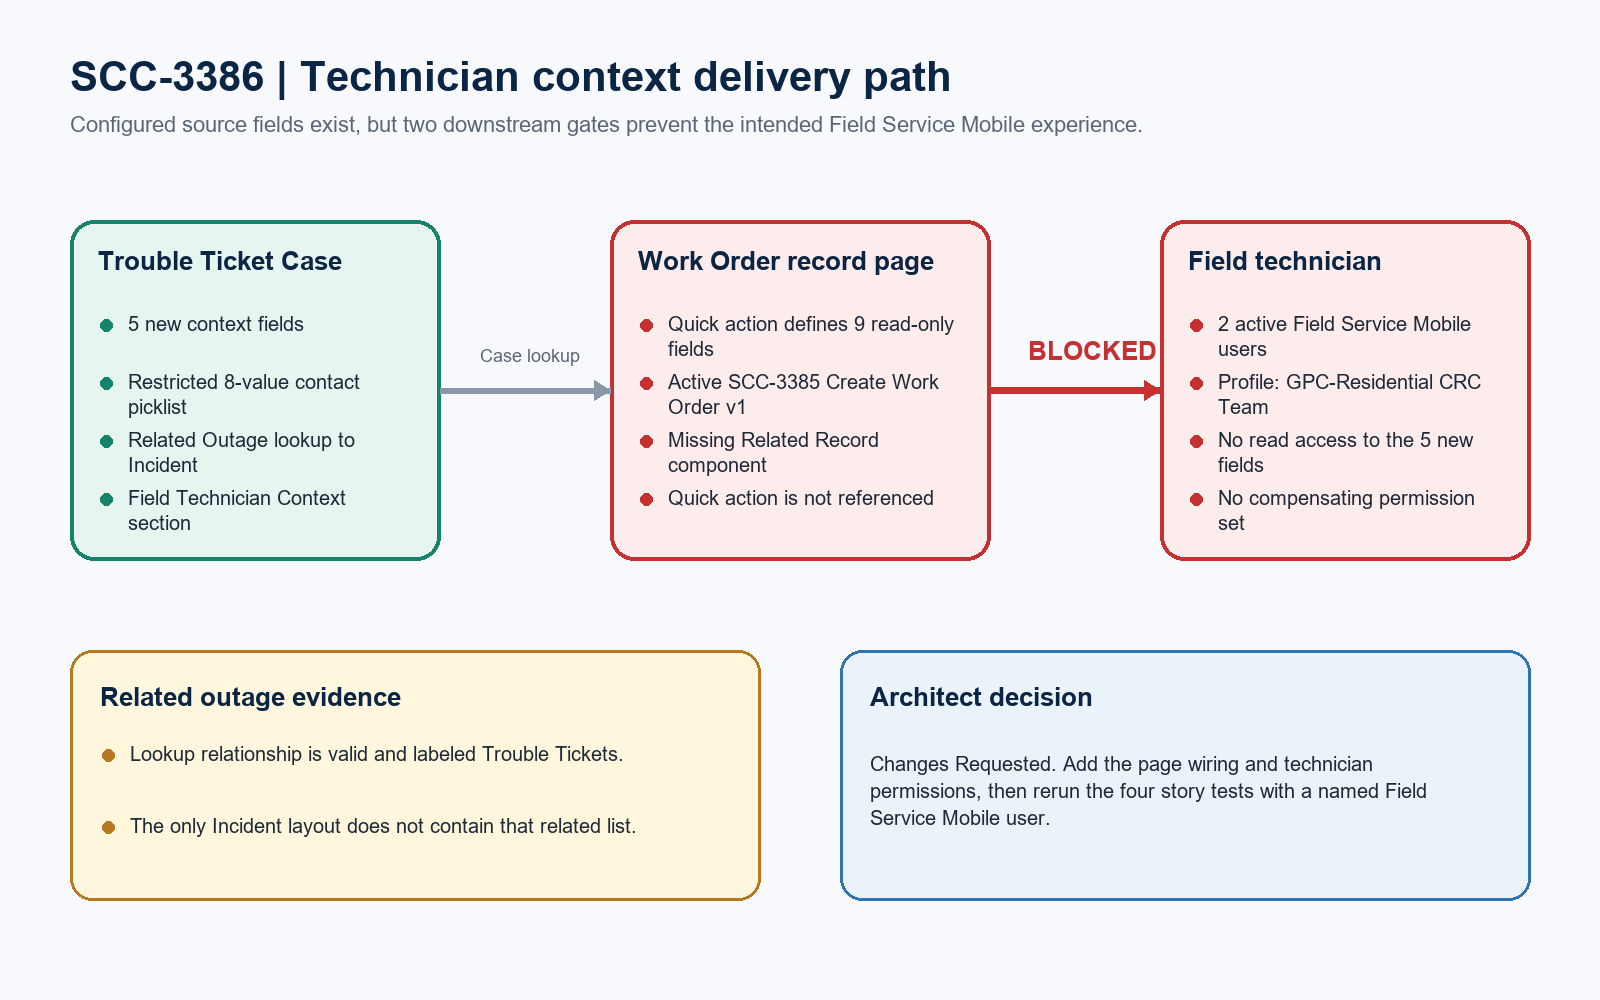 SCC-3386 | Technician context delivery path
Configured source fields exist, but two downstream gates prevent the intended Field Service Mobile experience.
Trouble Ticket Case
5 new context fields
Restricted 8-value contact
picklist
Related Outage lookup to
Incident
Field Technician Context
section
Case lookup
Work Order record page
Quick action defines 9 read-only
fields
Active SCC-3385 Create Work
Order v1
Missing Related Record
component
Quick action is not referenced
BLOCKED
Field technician
2 active Field Service Mobile
users
Profile: GPC-Residential CRC
Team
No read access to the 5 new
fields
No compensating permission
set
Related outage evidence
Lookup relationship is valid and labeled Trouble Tickets.
The only Incident layout does not contain that related list.
Architect decision
Changes Requested. Add the page wiring and technician
permissions, then rerun the four story tests with a named Field
Service Mobile user.